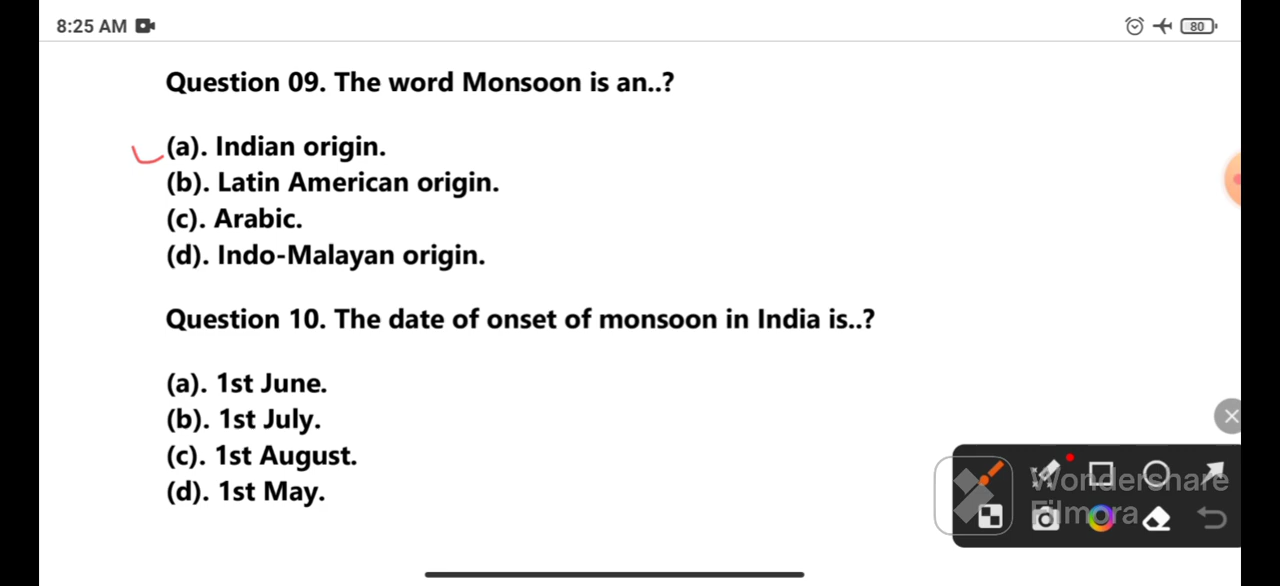 8:25 AM
80
Question 09. The word Monsoon is an..?
(a). Indian origin.
(b). Latin American origin.
(c). Arabic.
(d). Indo-Malayan origin.
Question 10. The date of onset of monsoon in India is..?
(a). 1st June.
(b). 1st July.
(c). 1st August.
(d). 1st May.
Wondershare
Filmora